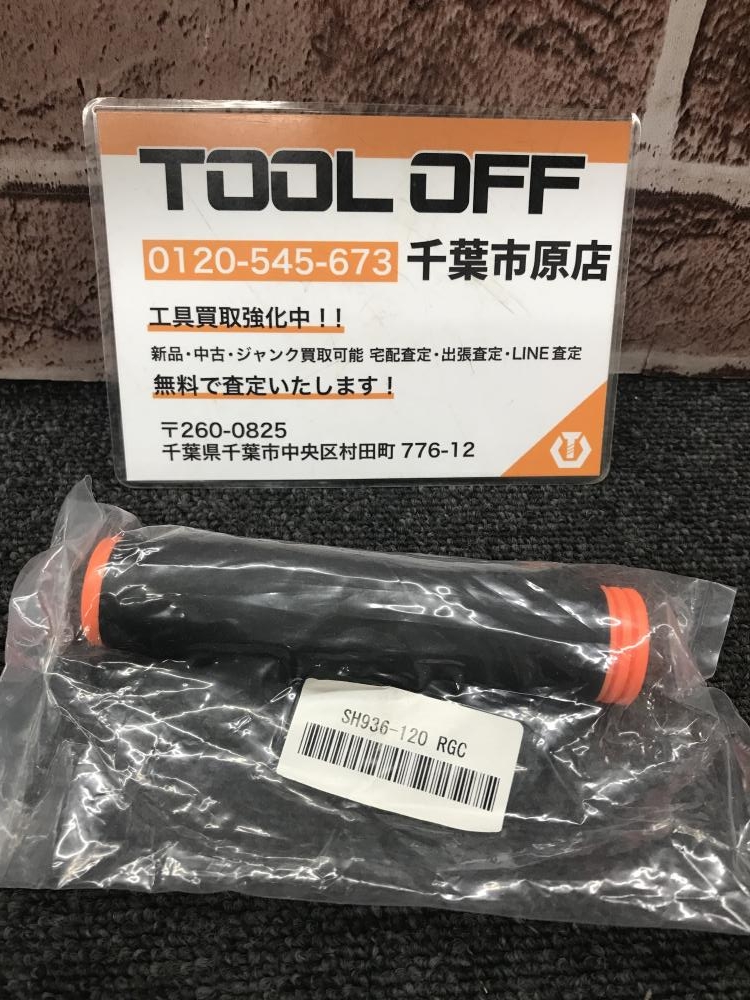 TOOL OFF
0120-545-673 千葉市原店
工具買取強化中！！
新品・中古・ジャンク買取可能 宅配査定・出張査定・LINE査定
無料で査定いたします！
〒260-0825
千葉県千葉市中央区村田町 776-12
SH936-120 RGC